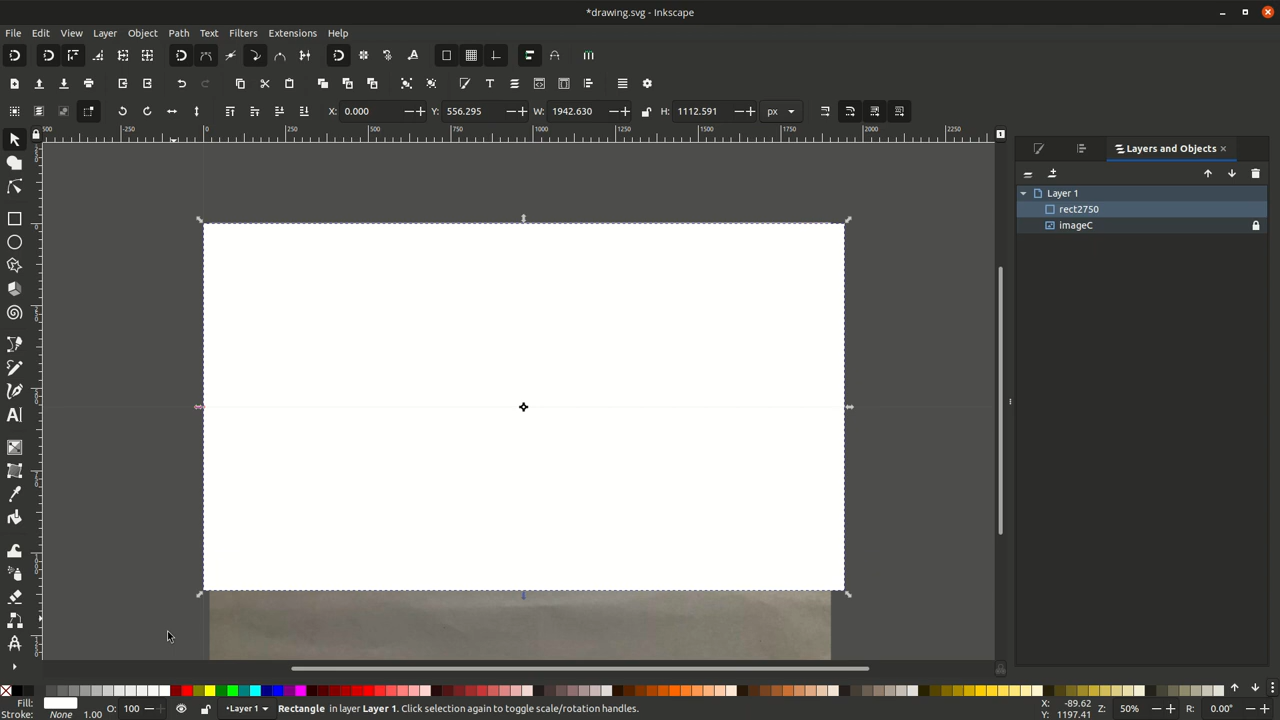 *drawing.svg - Inkscape
File Edit View Layer Object Path Text Filters Extensions Help
X: 0.000 Y: 556.295 W: 1942.630 H: 1112.591 px
Layers and Objects
Layer 1
rect2750
imageC
Fill:
Stroke: None 1.00
O: 100
Layer 1
Rectangle in layer Layer 1. Click selection again to toggle scale/rotation handles.
X: -89.62
Y: 1197.41
Z: 50%
R: 0.00°